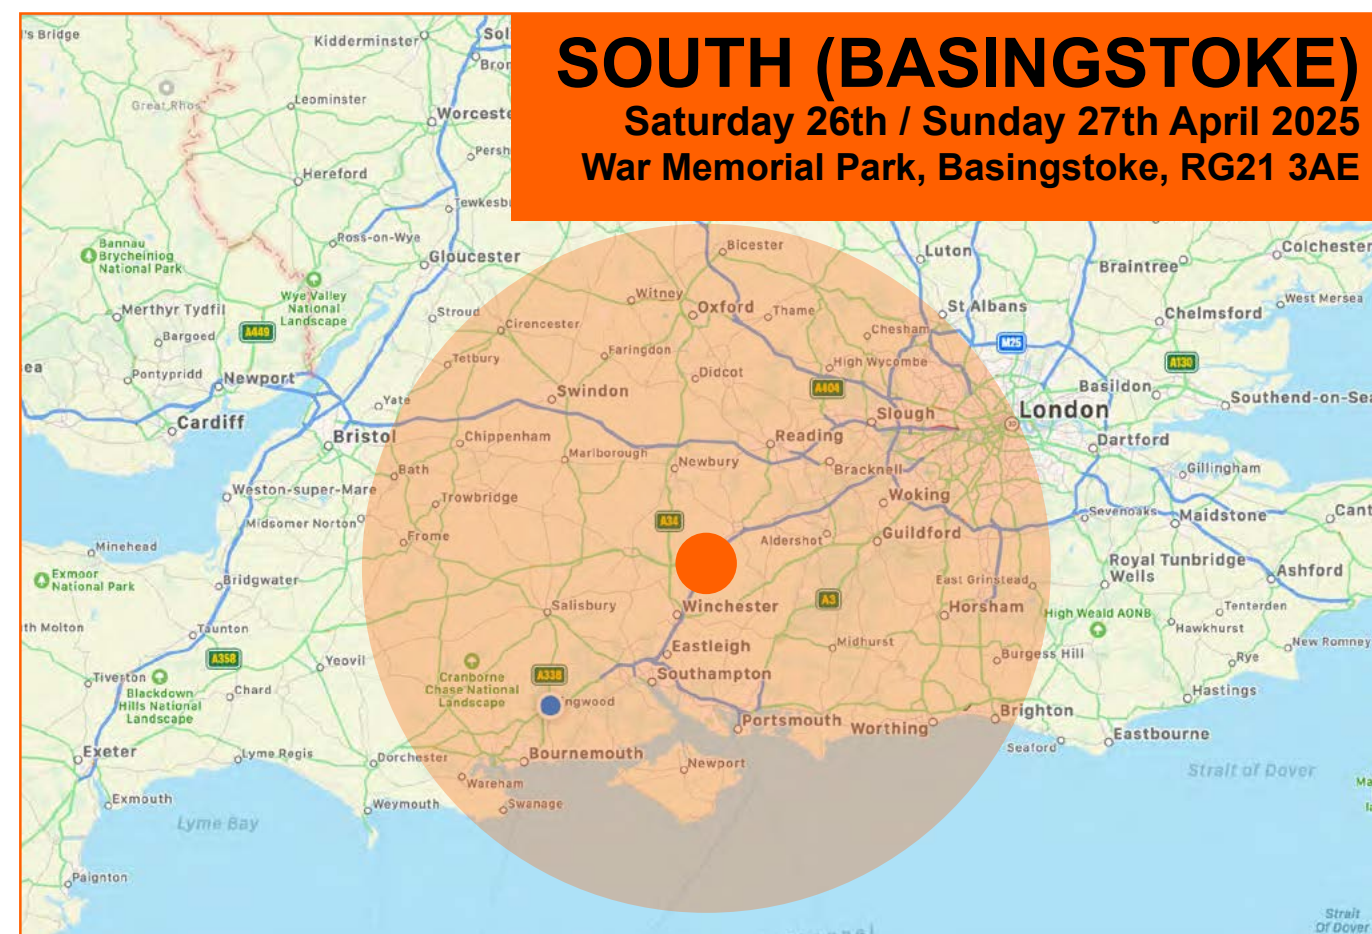 SOUTH (BASINGSTOKE)
Saturday 26th / Sunday 27th April 2025
War Memorial Park, Basingstoke, RG21 3AE
's Bridge
Kidderminster
Great Rhos
Leominster
Hereford
Bannau
Brycheiniog
National Park
Ross-on-Wye
Gloucester
Bicester
Luton
Braintree
Colchester
Wye Valley
National
Landscape
Merthyr Tydfil
Stroud
Witney
Oxford
Thame
St Albans
Chelmsford
West Mersea
Bargoed
A449
Cirencester
Chesham
M25
Pontypridd
Newport
Tetbury
Faringdon
Didcot
High Wycombe
A404
A130
Basildon
Southend-on-Sea
Cardiff
Yate
Swindon
Slough
London
Bristol
Chippenham
Marlborough
Reading
Dartford
Bath
Newbury
Bracknell
Gillingham
Weston-super-Mare
Trowbridge
Woking
Midsomer Norton
A34
Sevenoaks
Maidstone
Cant
Minehead
Frome
Aldershot
Guildford
Exmoor
National Park
Bridgwater
East Grinstead
Royal Tunbridge
Wells
Ashford
Salisbury
Winchester
A3
Horsham
High Weald AONB
Tenterden
th Molton
Taunton
Hawkhurst
Eastleigh
Midhurst
Burgess Hill
New Romney
A358
Yeovil
Rye
Tiverton
Cranborne
Chase National
Landscape
A338
Southampton
Blackdown
Hills National
Landscape
Chard
ngwood
Hastings
Portsmouth
Worthing
Brighton
Eastbourne
Exeter
Lyme Regis
Dorchester
Bournemouth
Seaford
Newport
Strait of Dover
Wareham
Exmouth
Weymouth
Swanage
Lyme Bay
Paignton
Strait
Of Dover